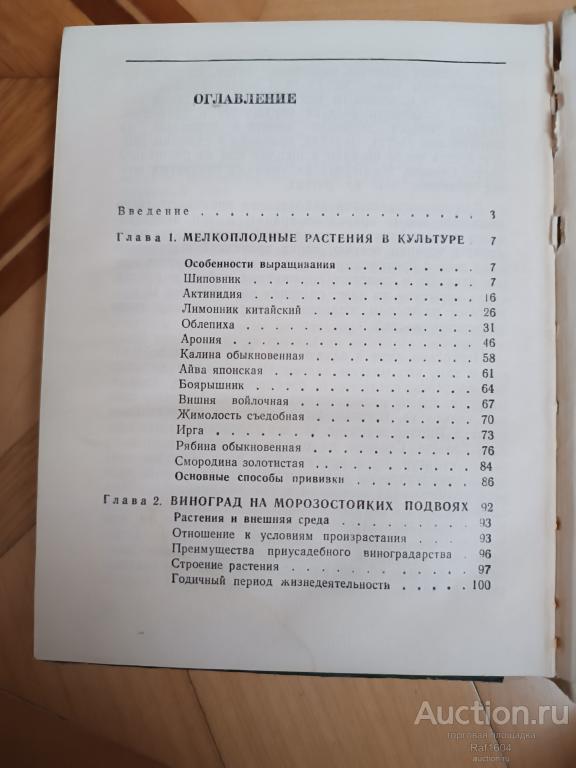 ОГЛАВЛЕНИЕ
Введение . . . . . . . . . . . . . . . . . . . 3
Глава 1. МЕЛКОПЛОДНЫЕ РАСТЕНИЯ В КУЛЬТУРЕ . 7
Особенности выращивания . . . . . . . . . 7
Шиповник . . . . . . . . . . . . . . . 7
Актинидия . . . . . . . . . . . . . . . 16
Лимонник китайский . . . . . . . . . . 26
Облепиха . . . . . . . . . . . . . . . 31
Арония . . . . . . . . . . . . . . . . 46
Калина обыкновенная . . . . . . . . . . 58
Айва японская . . . . . . . . . . . . . 61
Боярышник . . . . . . . . . . . . . . 64
Вишня войлочная . . . . . . . . . . . . 67
Жимолость съедобная . . . . . . . . . . 70
Ирга . . . . . . . . . . . . . . . . . 73
Рябина обыкновенная . . . . . . . . . . 76
Смородина золотистая . . . . . . . . . . 84
Основные способы прививки . . . . . . . . 86
Глава 2. ВИНОГРАД НА МОРОЗОСТОЙКИХ ПОДВОЯХ 92
Растения и внешняя среда . . . . . . . . . 93
Отношение к условиям произрастания . . . . . 93
Преимущества приусадебного виноградарства . . 96
Строение растения . . . . . . . . . . . 97
Годичный период жизнедеятельности . . . . . 100
Auction.ru
торговая площадка
Raf1604
auction.ru